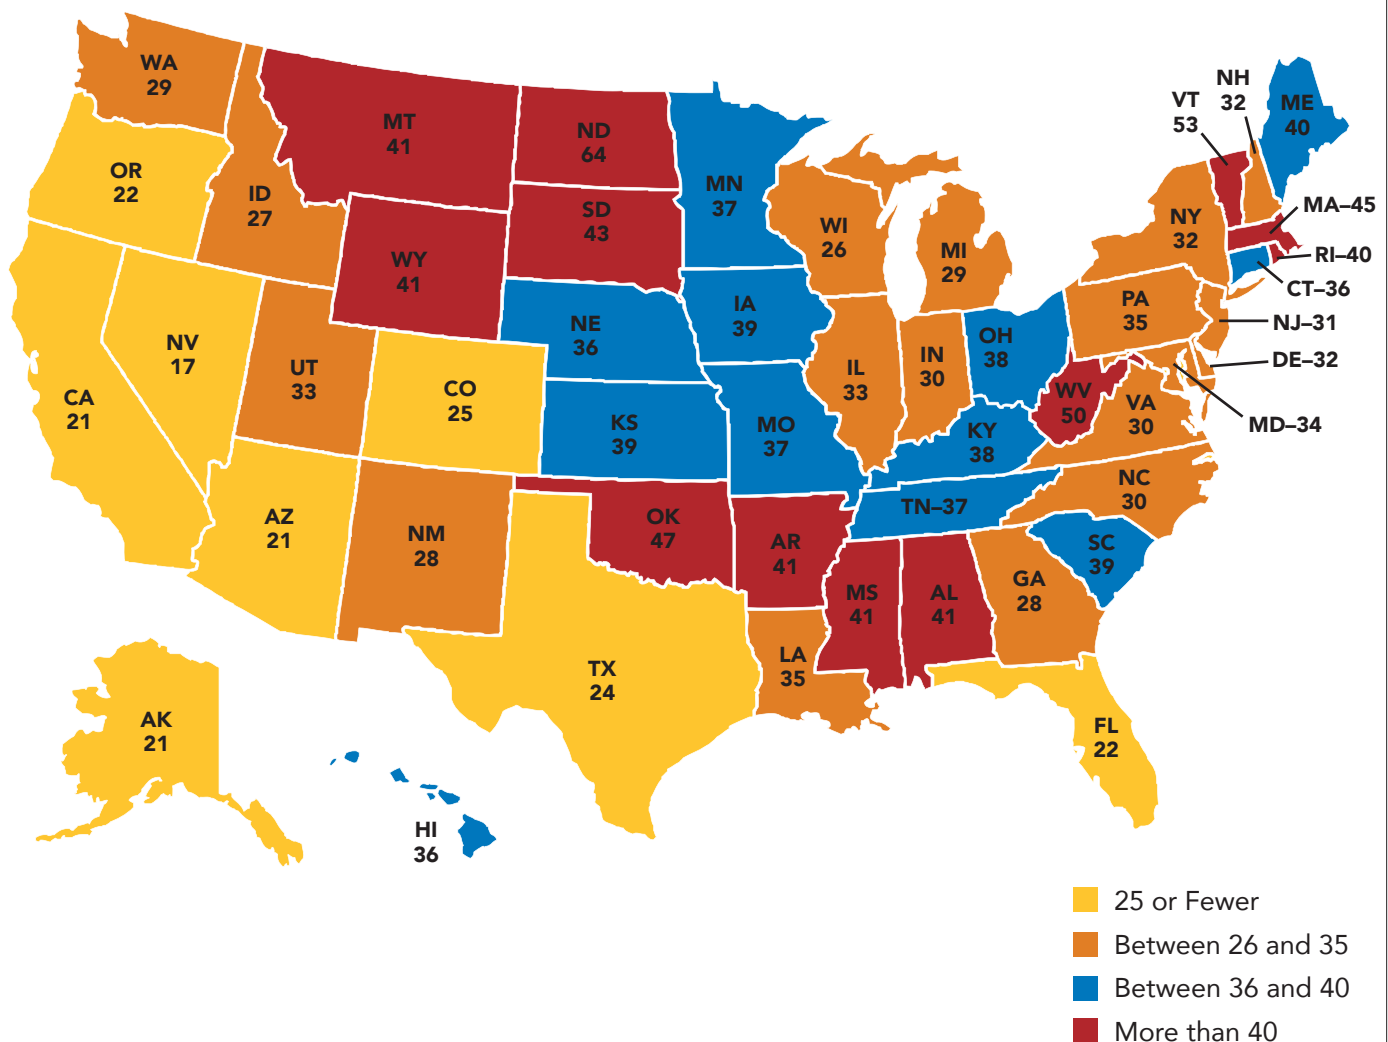 WA
29
OR
22
CA
21
NV
17
ID
27
MT
41
WY
41
UT
33
AZ
21
CO
25
NM
28
ND
64
SD
43
NE
36
KS
39
OK
47
TX
24
MN
37
IA
39
MO
37
AR
41
LA
35
WI
26
IL
33
MI
29
IN
30
OH
38
KY
38
TN–37
MS
41
AL
41
GA
28
FL
22
SC
39
NC
30
VA
30
WV
50
PA
35
NY
32
VT
53
NH
32
ME
40
MA–45
RI–40
CT–36
NJ–31
DE–32
MD–34
AK
21
HI
36
25 or Fewer
Between 26 and 35
Between 36 and 40
More than 40